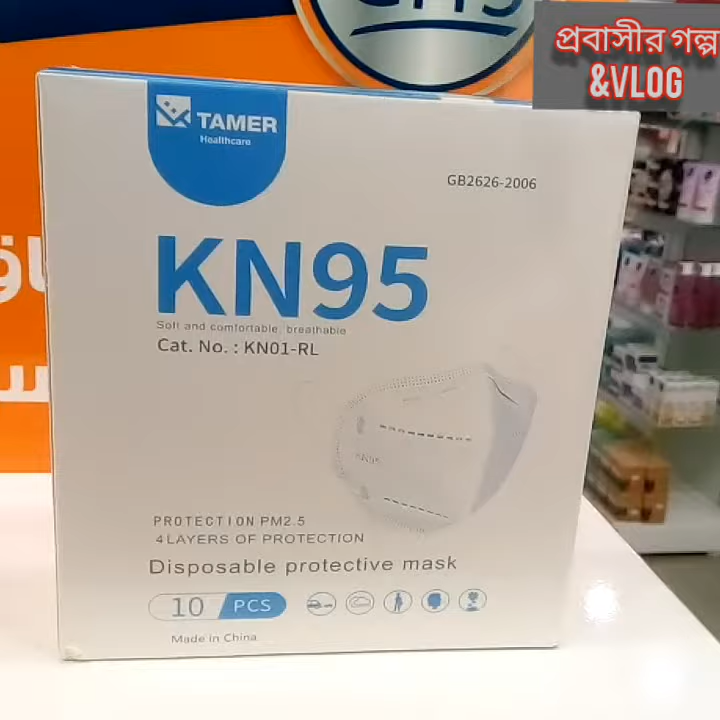 প্রবাসীর গল্প
&VLOG
TAMER
Healthcare
GB2626-2006
KN95
Soft and comfortable, breathable
Cat. No. : KN01-RL
KN95
PROTECTION PM2.5
4 LAYERS OF PROTECTION
Disposable protective mask
10 PCS
Made in China